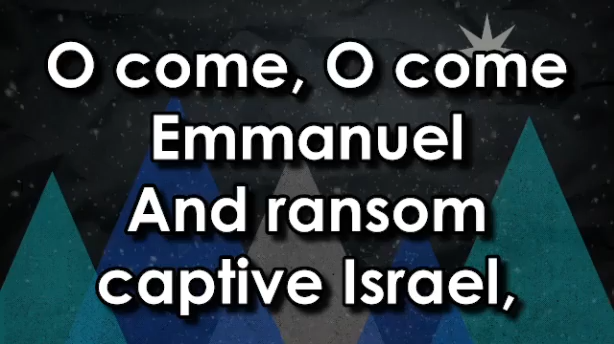 O come, O come
Emmanuel
And ransom
captive Israel,